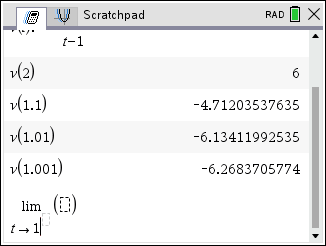 Scratchpad RAD
t−1
v(2) 6
v(1.1) −4.71203537635
v(1.01) −6.13411992535
v(1.001) −6.2683705774
lim
t→1 ( )